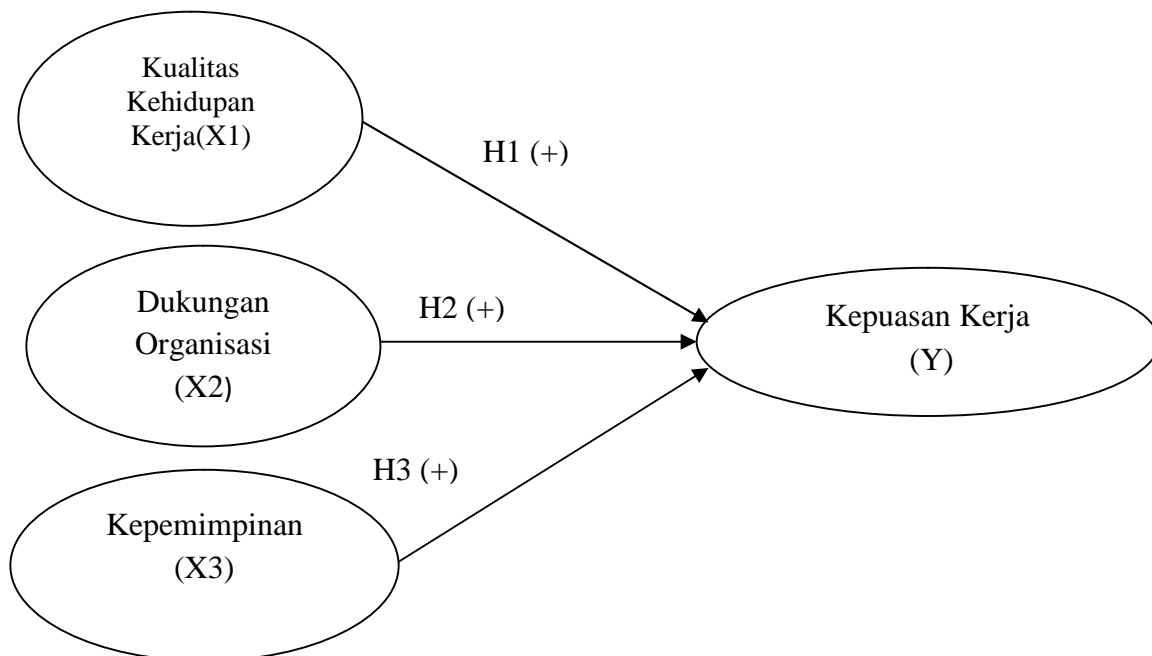 Kualitas
Kehidupan
Kerja(X1)
H1 (+)
Dukungan
Organisasi
(X2)
H2 (+)
Kepuasan Kerja
(Y)
H3 (+)
Kepemimpinan
(X3)